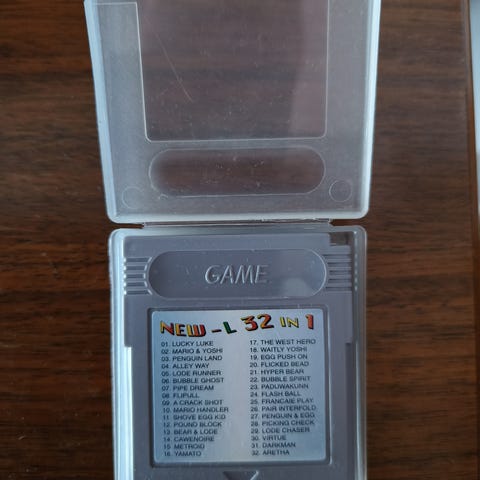 GAME
NEW-L 32 IN 1
01. LUCKY LUKE
02. MARIO & YOSHI
03. PENGUIN LAND
04. ALLEY WAY
05. LODE RUNNER
06. BUBBLE GHOST
07. PIPE DREAM
08. FLIPULL
09. A CRACK SHOT
10. MARIO HANDLER
11. SHOVE EGG KID
12. POUND BLOCK
13. BEAR & LODE
14. CAWENOIRE
15. METROID
16. YAMATO
17. THE WEST HERO
18. WAITLY YOSHI
19. EGG PUSH ON
20. FLICKED BEAD
21. HYPER BEAR
22. BUBBLE SPIRIT
23. PADUWAKUNN
24. FLASH BALL
25. FRANCAIE PLAY
26. PAIR INTERFOLD
27. PENGUIN & EGG
28. PICKING CHECK
29. LODE CHASER
30. VIRTUE
31. DARKMAN
32. ARETHA